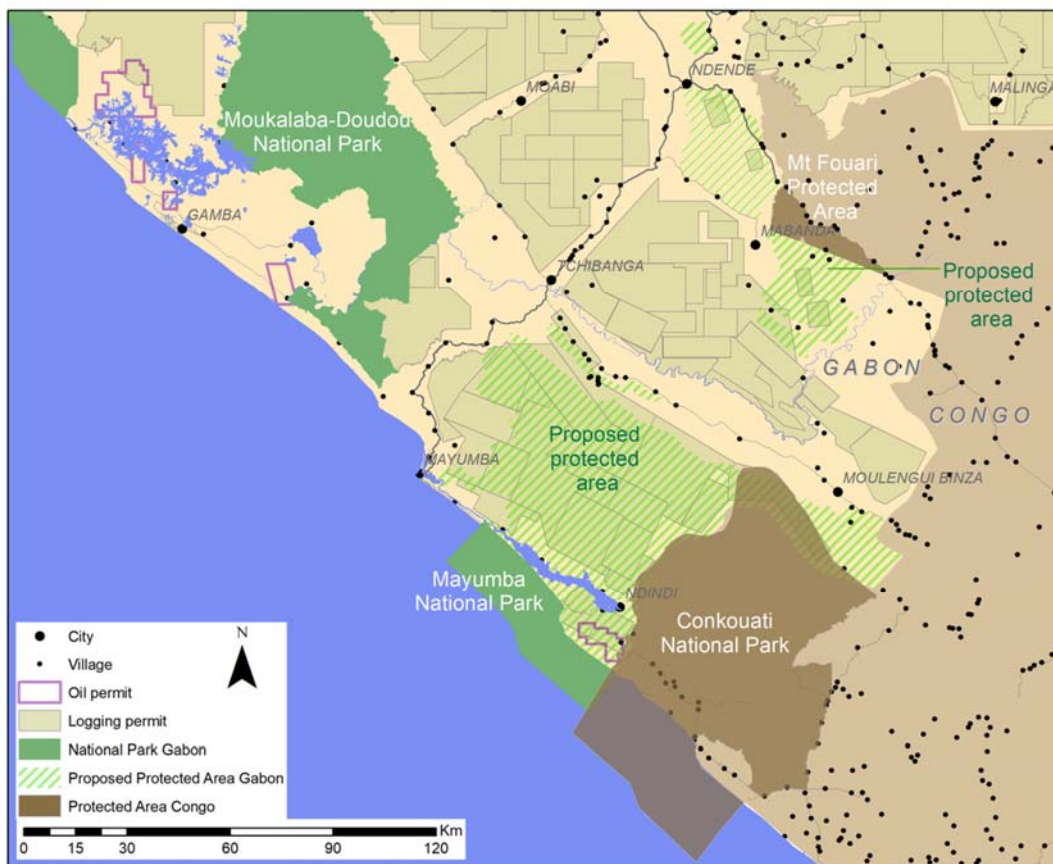 NDENDE
MOABI
MALINGA
Moukalaba-Doudou
National Park
Mt Fouari
Protected
Area
GAMBA
MABANDA
TCHIBANGA
Proposed
protected
area
GABON
CONGO
Proposed
protected
area
MAYUMBA
MOULENGUI BINZA
Mayumba
National Park
NDINDI
Conkouati
National Park
City
N
Village
Oil permit
Logging permit
National Park Gabon
Proposed Protected Area Gabon
Protected Area Congo
Km
0 15 30 60 90 120